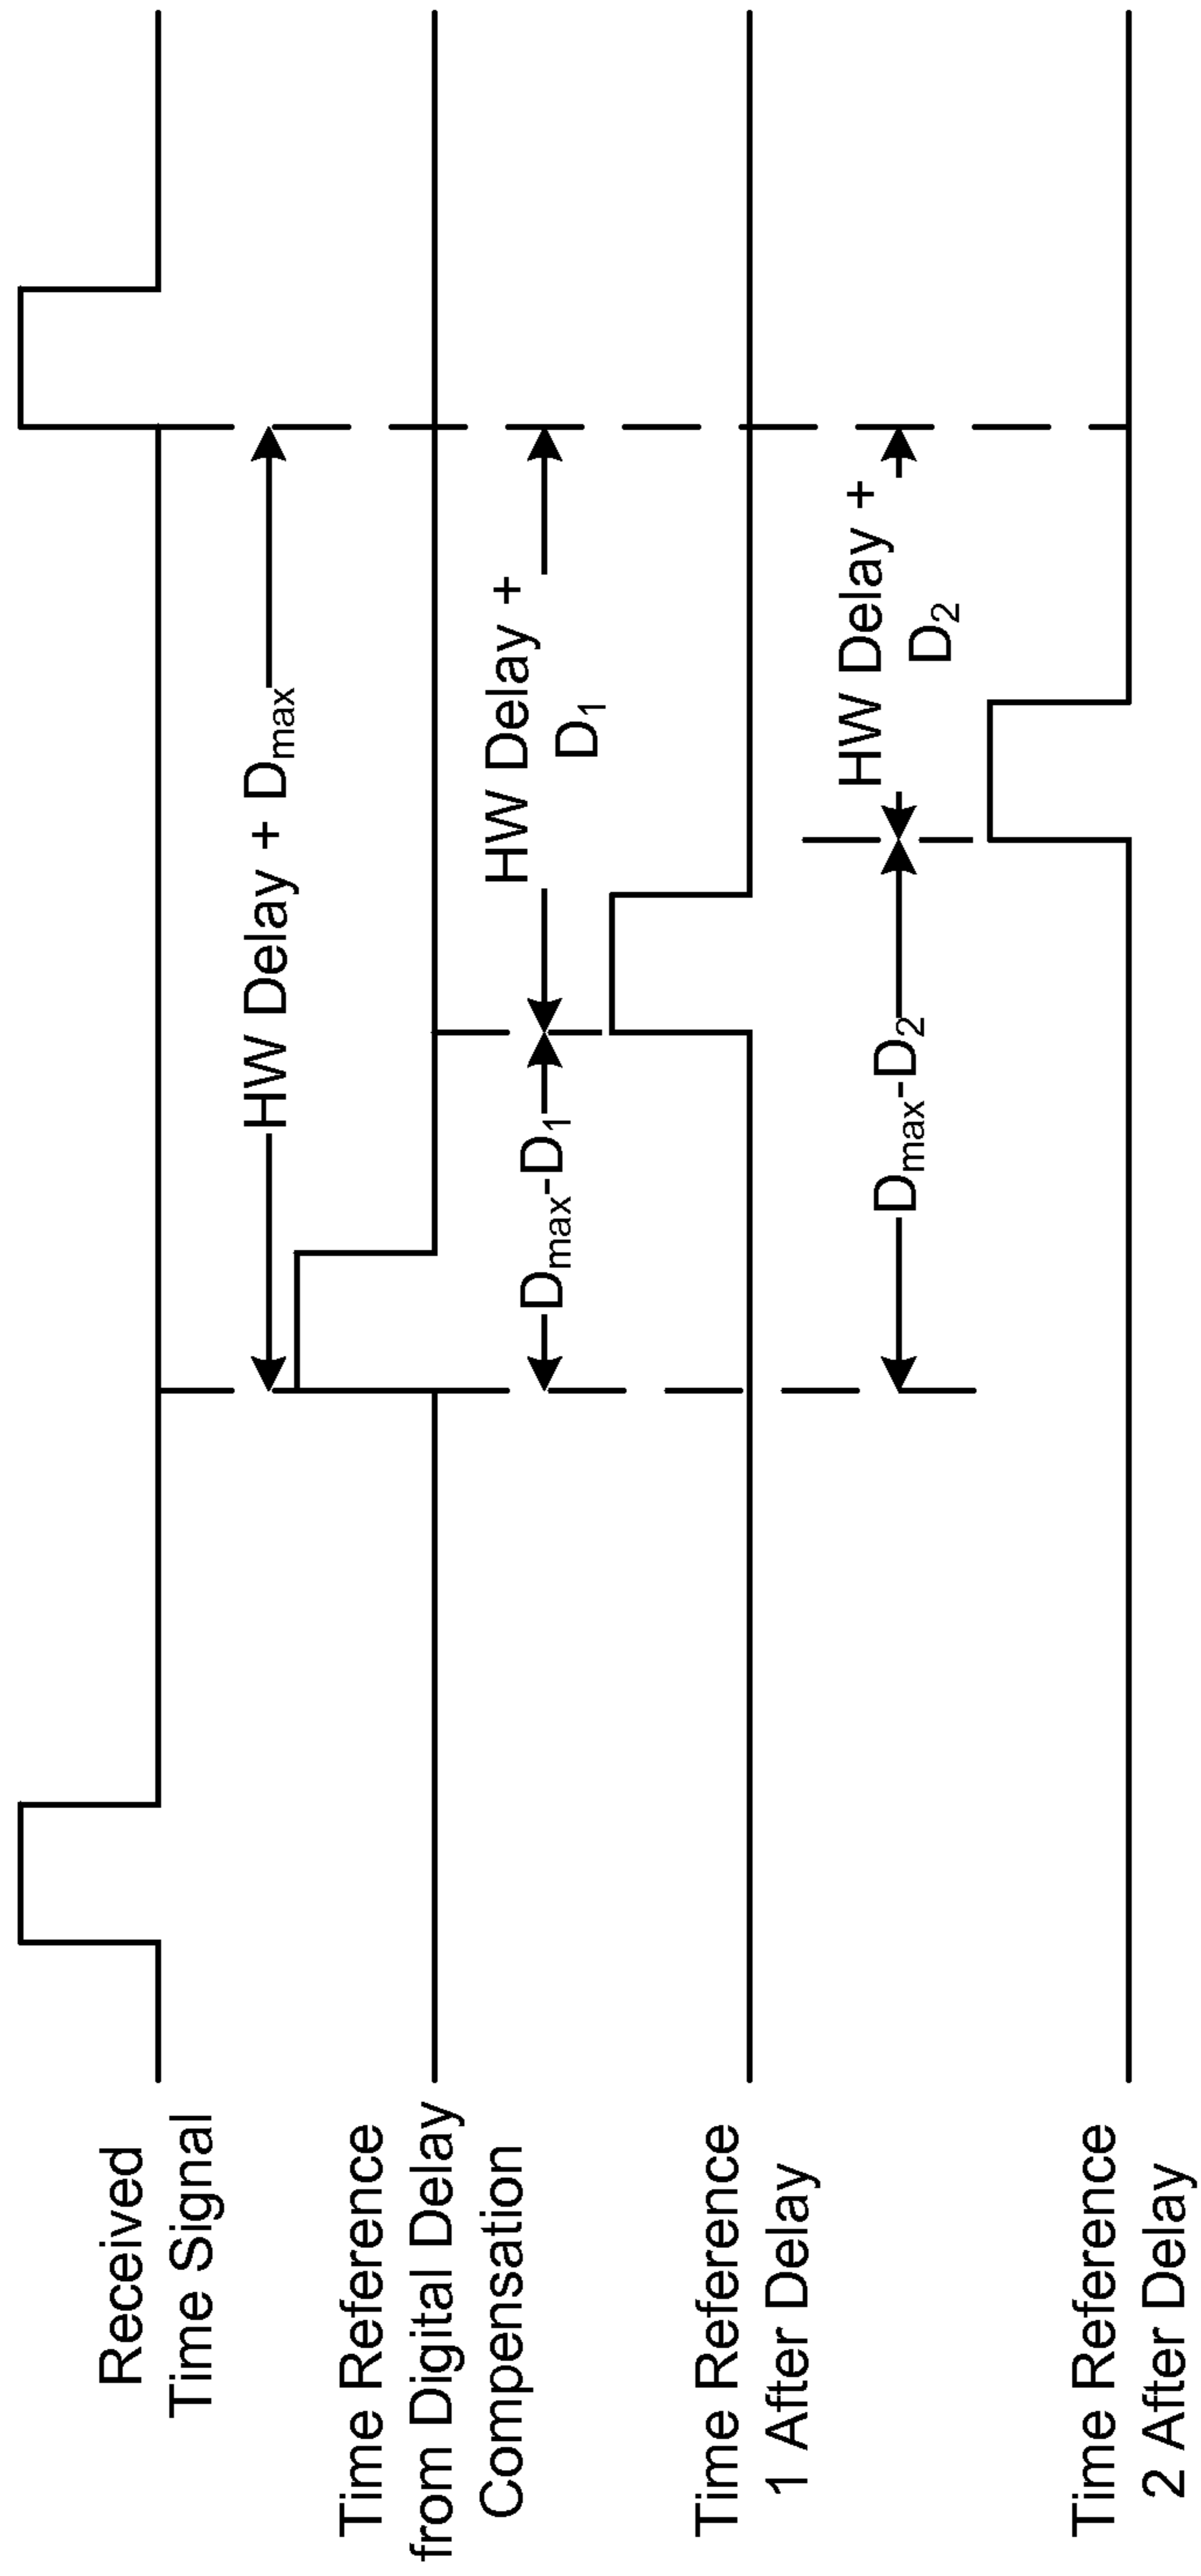 Received
Time Signal
HW Delay + Dmax
Time Reference
from Digital Delay
Compensation
Dmax-D1
HW Delay +
D1
Time Reference
1 After Delay
Dmax-D2
HW Delay +
D2
Time Reference
2 After Delay